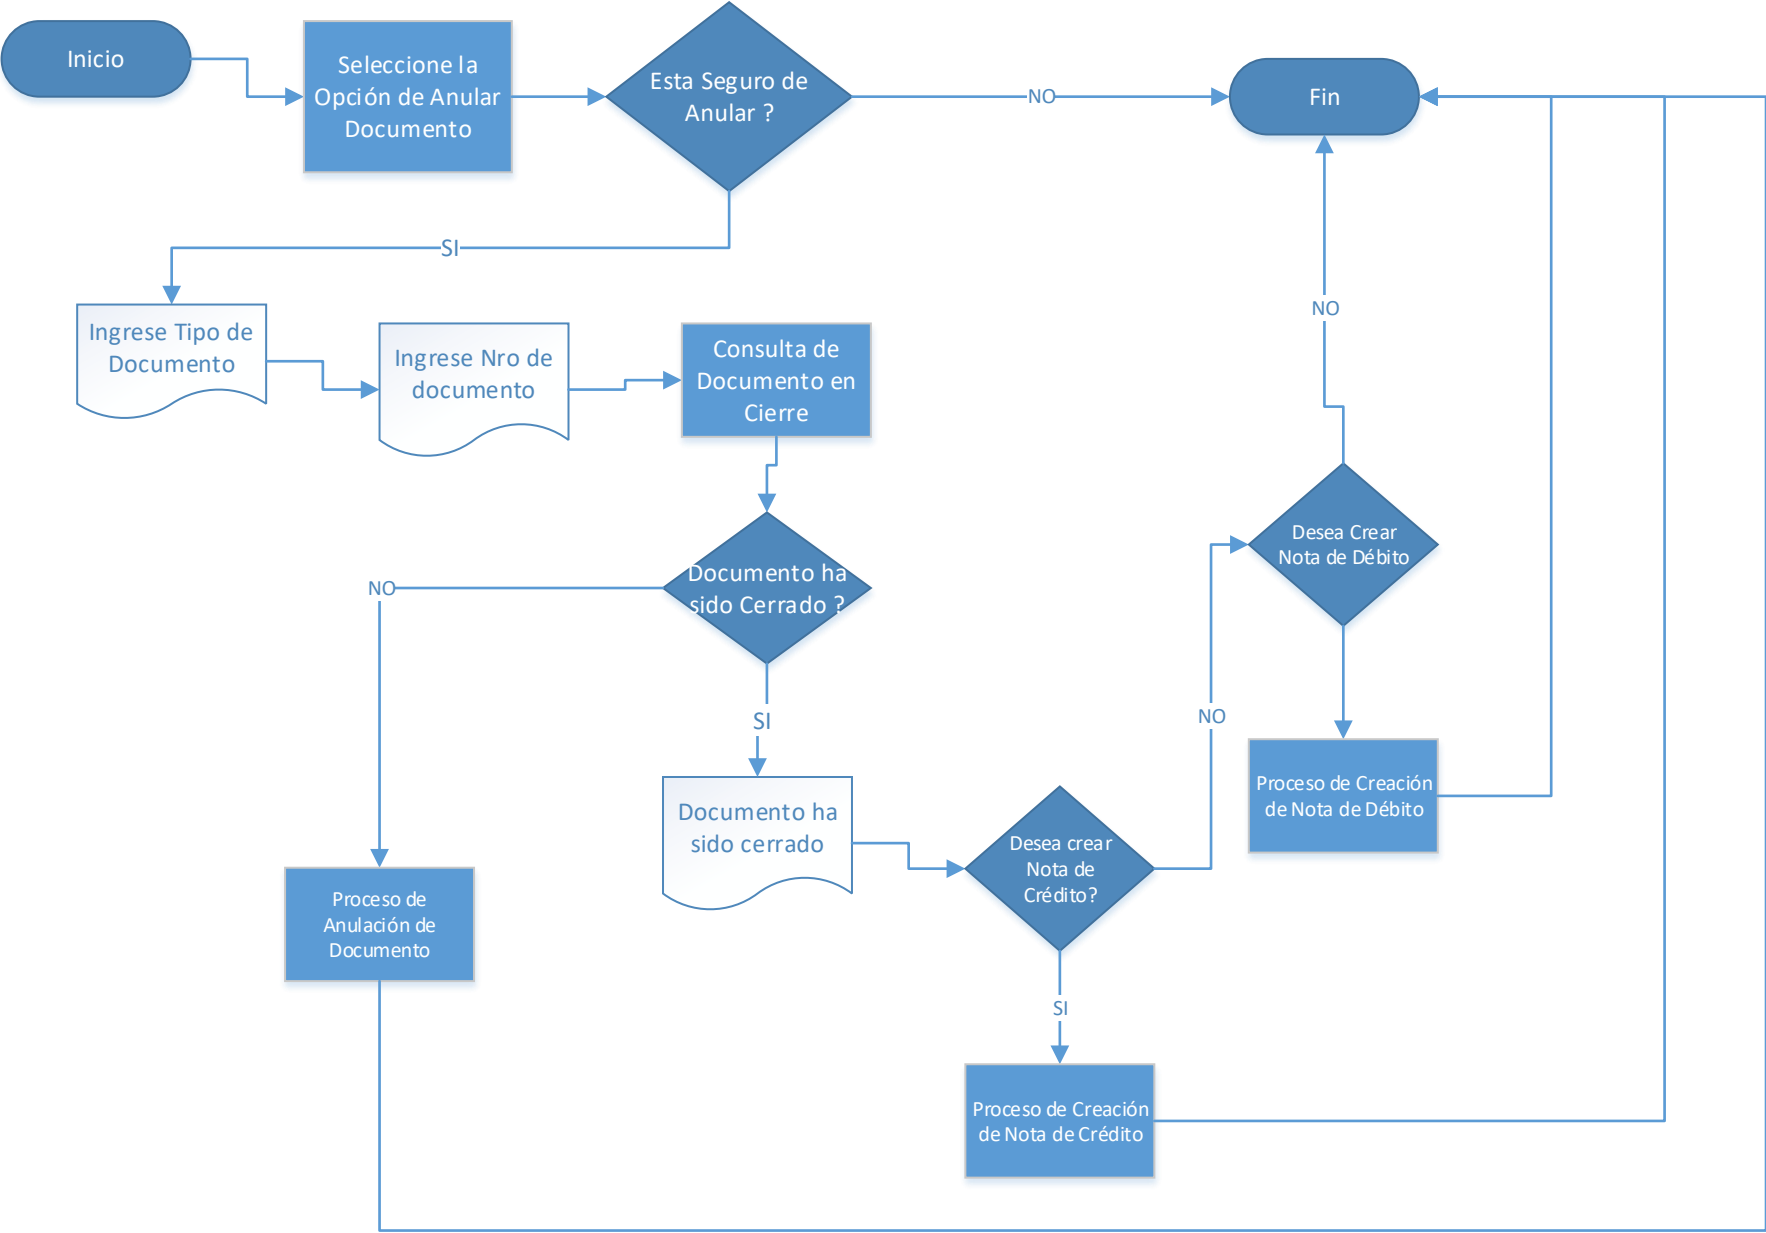 Inicio
Seleccione la
Opción de Anular
Documento
Esta Seguro de
Anular ?
NO
Fin
SI
NO
Ingrese Tipo de
Documento
Ingrese Nro de
documento
Consulta de
Documento en
Cierre
Documento ha
sido Cerrado ?
NO
SI
Desea Crear
Nota de Débito
NO
Proceso de Creación
de Nota de Débito
Documento ha
sido cerrado
Desea crear
Nota de
Crédito?
Proceso de
Anulación de
Documento
SI
Proceso de Creación
de Nota de Crédito